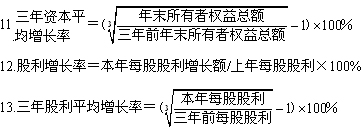 11.三年资本平均增长率＝(∛年末所有者权益总额/三年前年末所有者权益总额－1)×100%
12.股利增长率＝本年每股股利增长额/上年每股股利×100%
13.三年股利平均增长率＝(∛本年每股股利/三年前每股股利－1)×100%